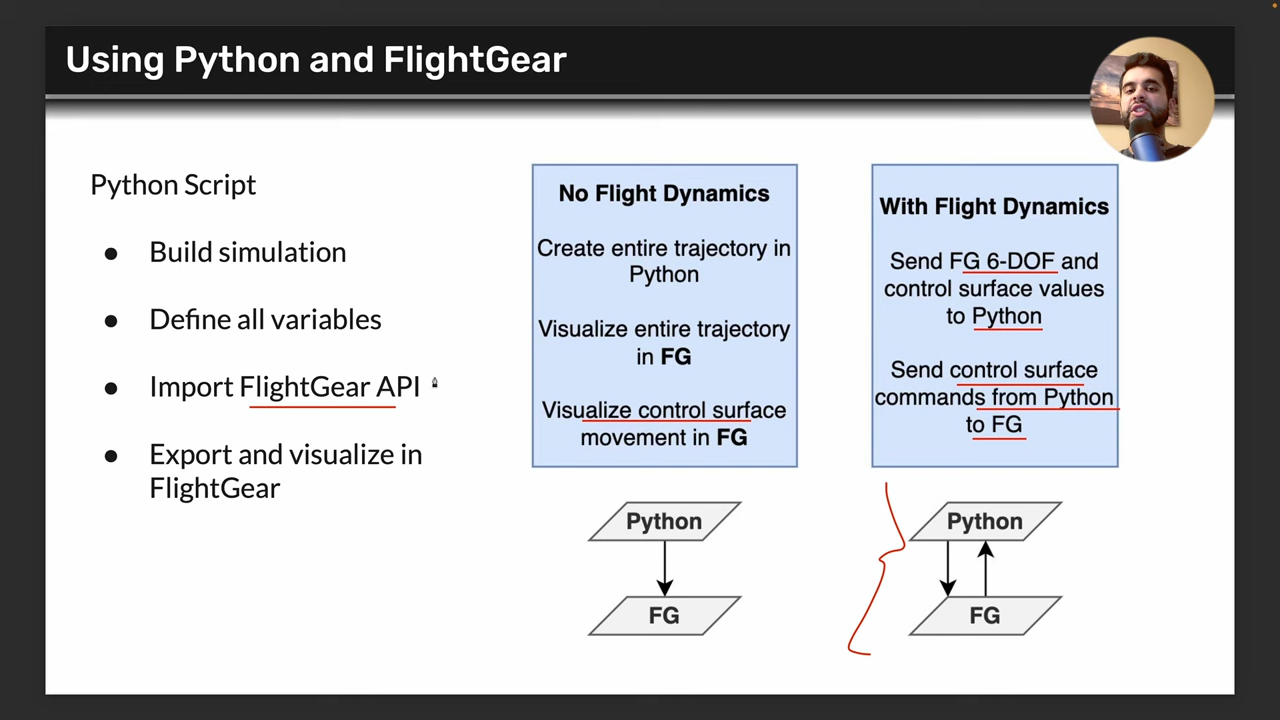 Using Python and FlightGear
Python Script
● Build simulation
● Define all variables
● Import FlightGear API
● Export and visualize in
FlightGear
No Flight Dynamics
Create entire trajectory in
Python
Visualize entire trajectory
in FG
Visualize control surface
movement in FG
Python
FG
With Flight Dynamics
Send FG 6-DOF and
control surface values
to Python
Send control surface
commands from Python
to FG
Python
FG